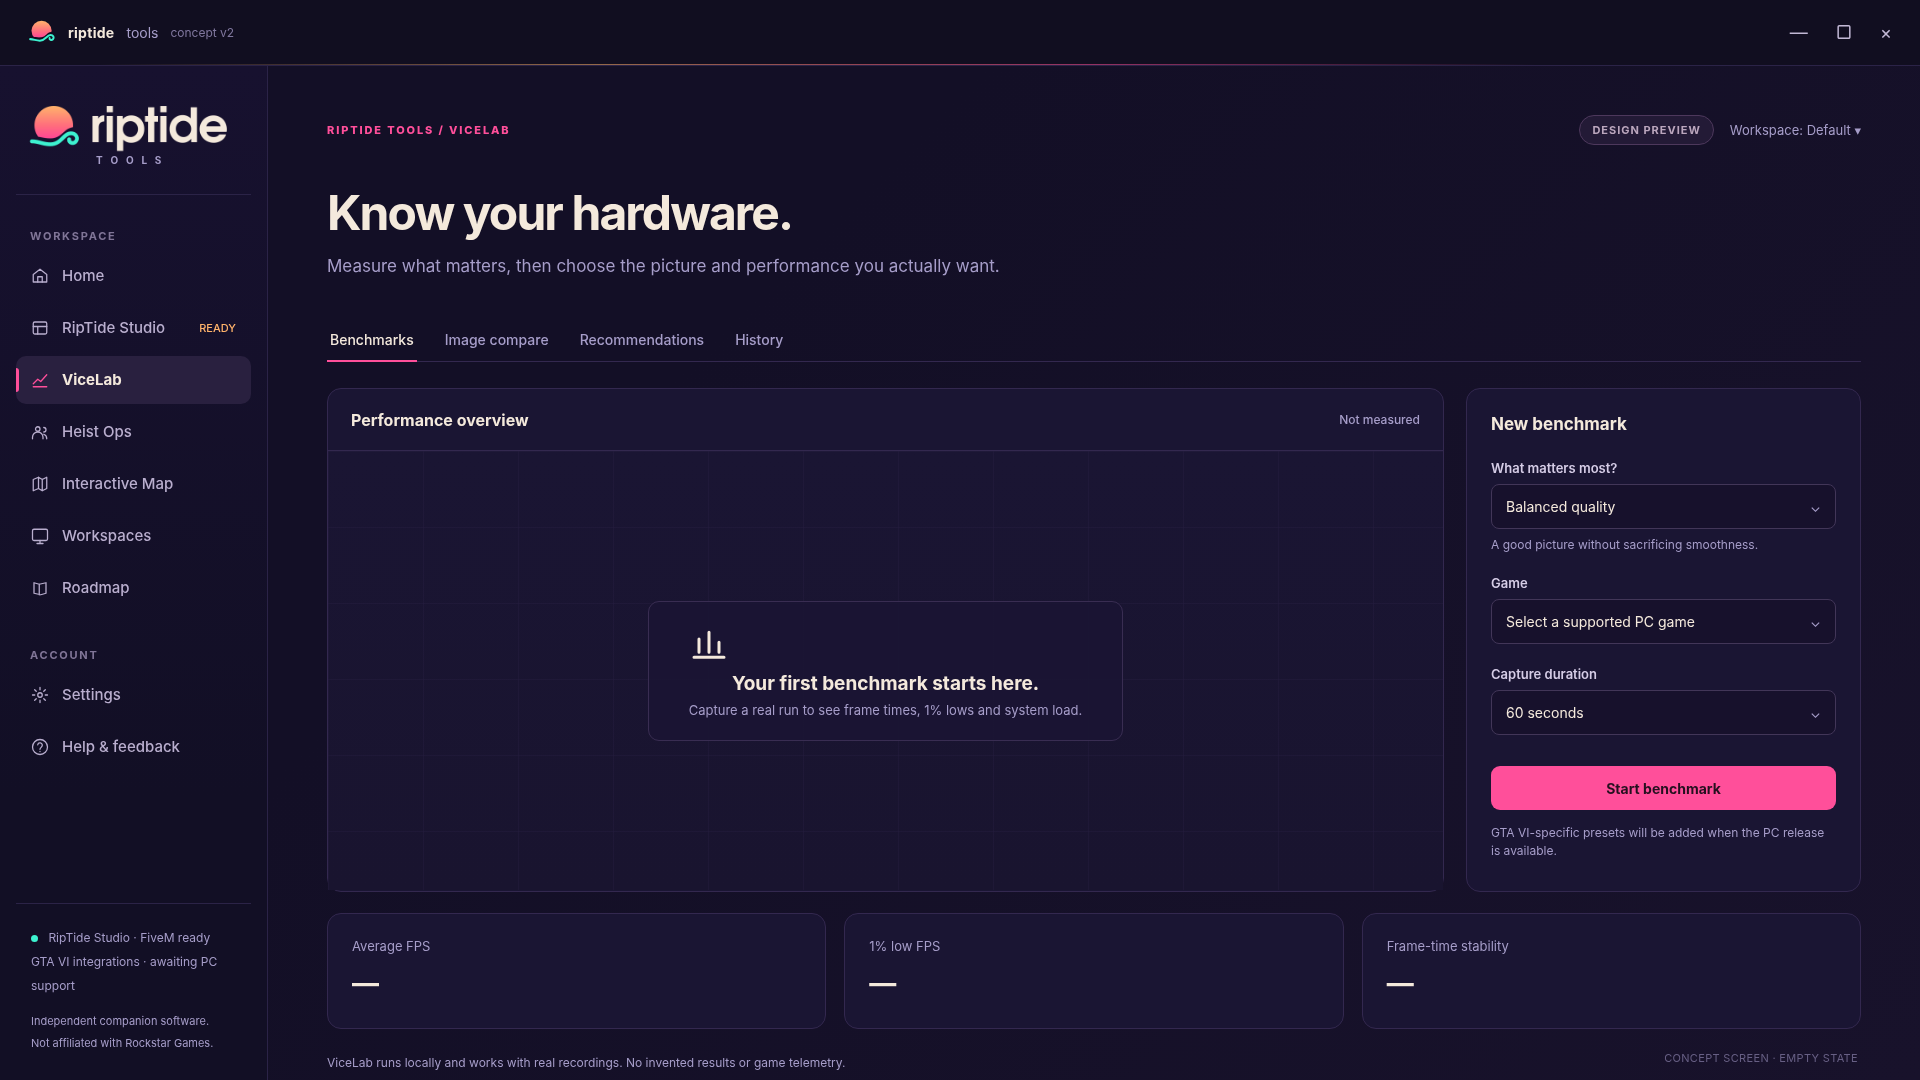 riptide tools concept v2
riptide
TOOLS
WORKSPACE
Home
RipTide Studio READY
ViceLab
Heist Ops
Interactive Map
Workspaces
Roadmap
ACCOUNT
Settings
Help & feedback
RipTide Studio · FiveM ready
GTA VI integrations · awaiting PC
support
Independent companion software.
Not affiliated with Rockstar Games.
RIPTIDE TOOLS / VICELAB
DESIGN PREVIEW
Workspace: Default ▾
Know your hardware.
Measure what matters, then choose the picture and performance you actually want.
Benchmarks Image compare Recommendations History
Performance overview Not measured
Your first benchmark starts here.
Capture a real run to see frame times, 1% lows and system load.
New benchmark
What matters most?
Balanced quality
A good picture without sacrificing smoothness.
Game
Select a supported PC game
Capture duration
60 seconds
Start benchmark
GTA VI-specific presets will be added when the PC release
is available.
Average FPS
—
1% low FPS
—
Frame-time stability
—
ViceLab runs locally and works with real recordings. No invented results or game telemetry.
CONCEPT SCREEN · EMPTY STATE